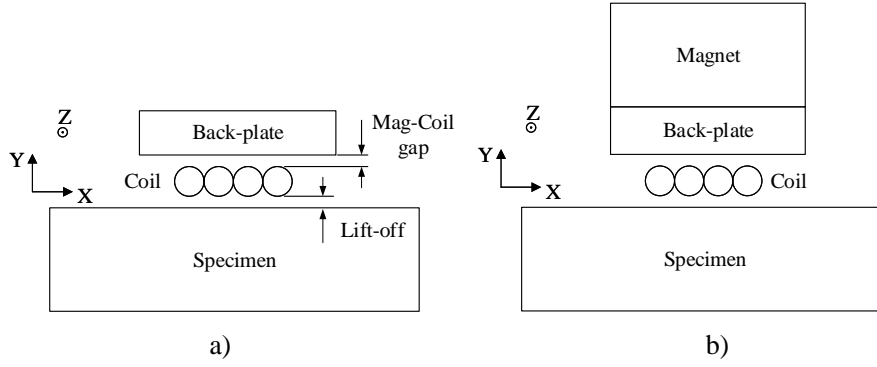 Back-plate
Mag-Coil
gap
Z
Y
X
Coil
Lift-off
Specimen
a)
Magnet
Back-plate
Z
Y
X
Coil
Specimen
b)